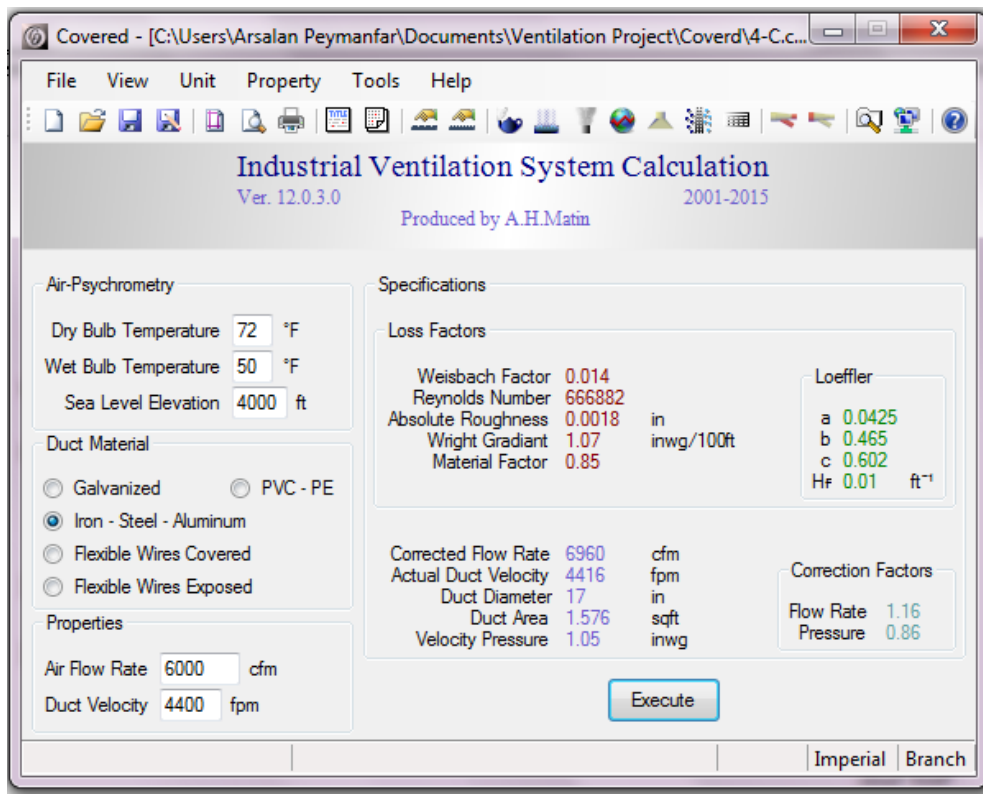 Covered - [C:\Users\Arsalan Peymanfar\Documents\Ventilation Project\Coverd\4-C.c...
File View Unit Property Tools Help
Industrial Ventilation System Calculation
Ver. 12.0.3.0 2001-2015
Produced by A.H.Matin
Air-Psychrometry
Dry Bulb Temperature 72 °F
Wet Bulb Temperature 50 °F
Sea Level Elevation 4000 ft
Duct Material
Galvanized PVC - PE
Iron - Steel - Aluminum
Flexible Wires Covered
Flexible Wires Exposed
Properties
Air Flow Rate 6000 cfm
Duct Velocity 4400 fpm
Specifications
Loss Factors
Weisbach Factor 0.014
Reynolds Number 666882
Absolute Roughness 0.0018 in
Wright Gradiant 1.07 inwg/100ft
Material Factor 0.85
Loeffler
a 0.0425
b 0.465
c 0.602
HF 0.01 ft⁻¹
Corrected Flow Rate 6960 cfm
Actual Duct Velocity 4416 fpm
Duct Diameter 17 in
Duct Area 1.576 sqft
Velocity Pressure 1.05 inwg
Correction Factors
Flow Rate 1.16
Pressure 0.86
Execute
Imperial Branch